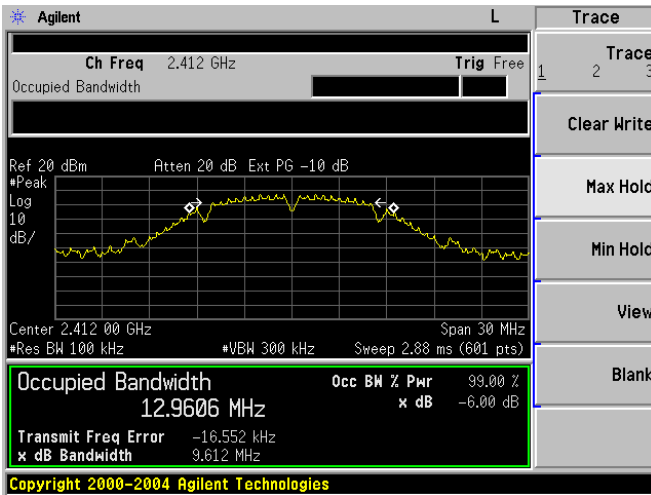 Agilent L Trace
Ch Freq 2.412 GHz Trig Free
Occupied Bandwidth
Trace
1 2 3
Clear Write
Max Hold
Min Hold
View
Blank
Ref 20 dBm Atten 20 dB Ext PG -10 dB
#Peak
Log
10
dB/
Center 2.412 00 GHz Span 30 MHz
#Res BW 100 kHz #VBW 300 kHz Sweep 2.88 ms (601 pts)
Occupied Bandwidth Occ BW % Pwr 99.00 %
12.9606 MHz x dB -6.00 dB
Transmit Freq Error -16.552 kHz
x dB Bandwidth 9.612 MHz
Copyright 2000-2004 Agilent Technologies